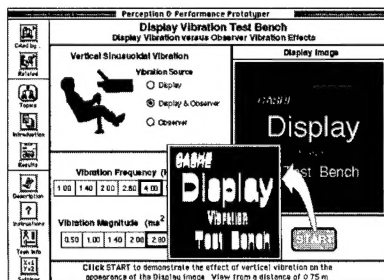 Perception & Performance Prototyper
Display Vibration Test Bench
Display Vibration versus Observer Vibration Effects
Cited by...
Related
Topics
Introduction
Results
Description
Instructions
Tech Info
Vertical Sinusoidal Vibration
Vibration Source
Display
Display & Observer
Observer
Vibration Frequency (H
1.00 1.40 2.00 2.80 4.00
Vibration Magnitude (ms²
0.50 1.00 1.40 2.00 2.80
Display Image
CASHE
Display
Test Bench
CASHE
Display
Vibration
Test Bench
START
Click START to demonstrate the effect of vertical vibration on the
appearance of the Display Image. View from a distance of 0.75 m